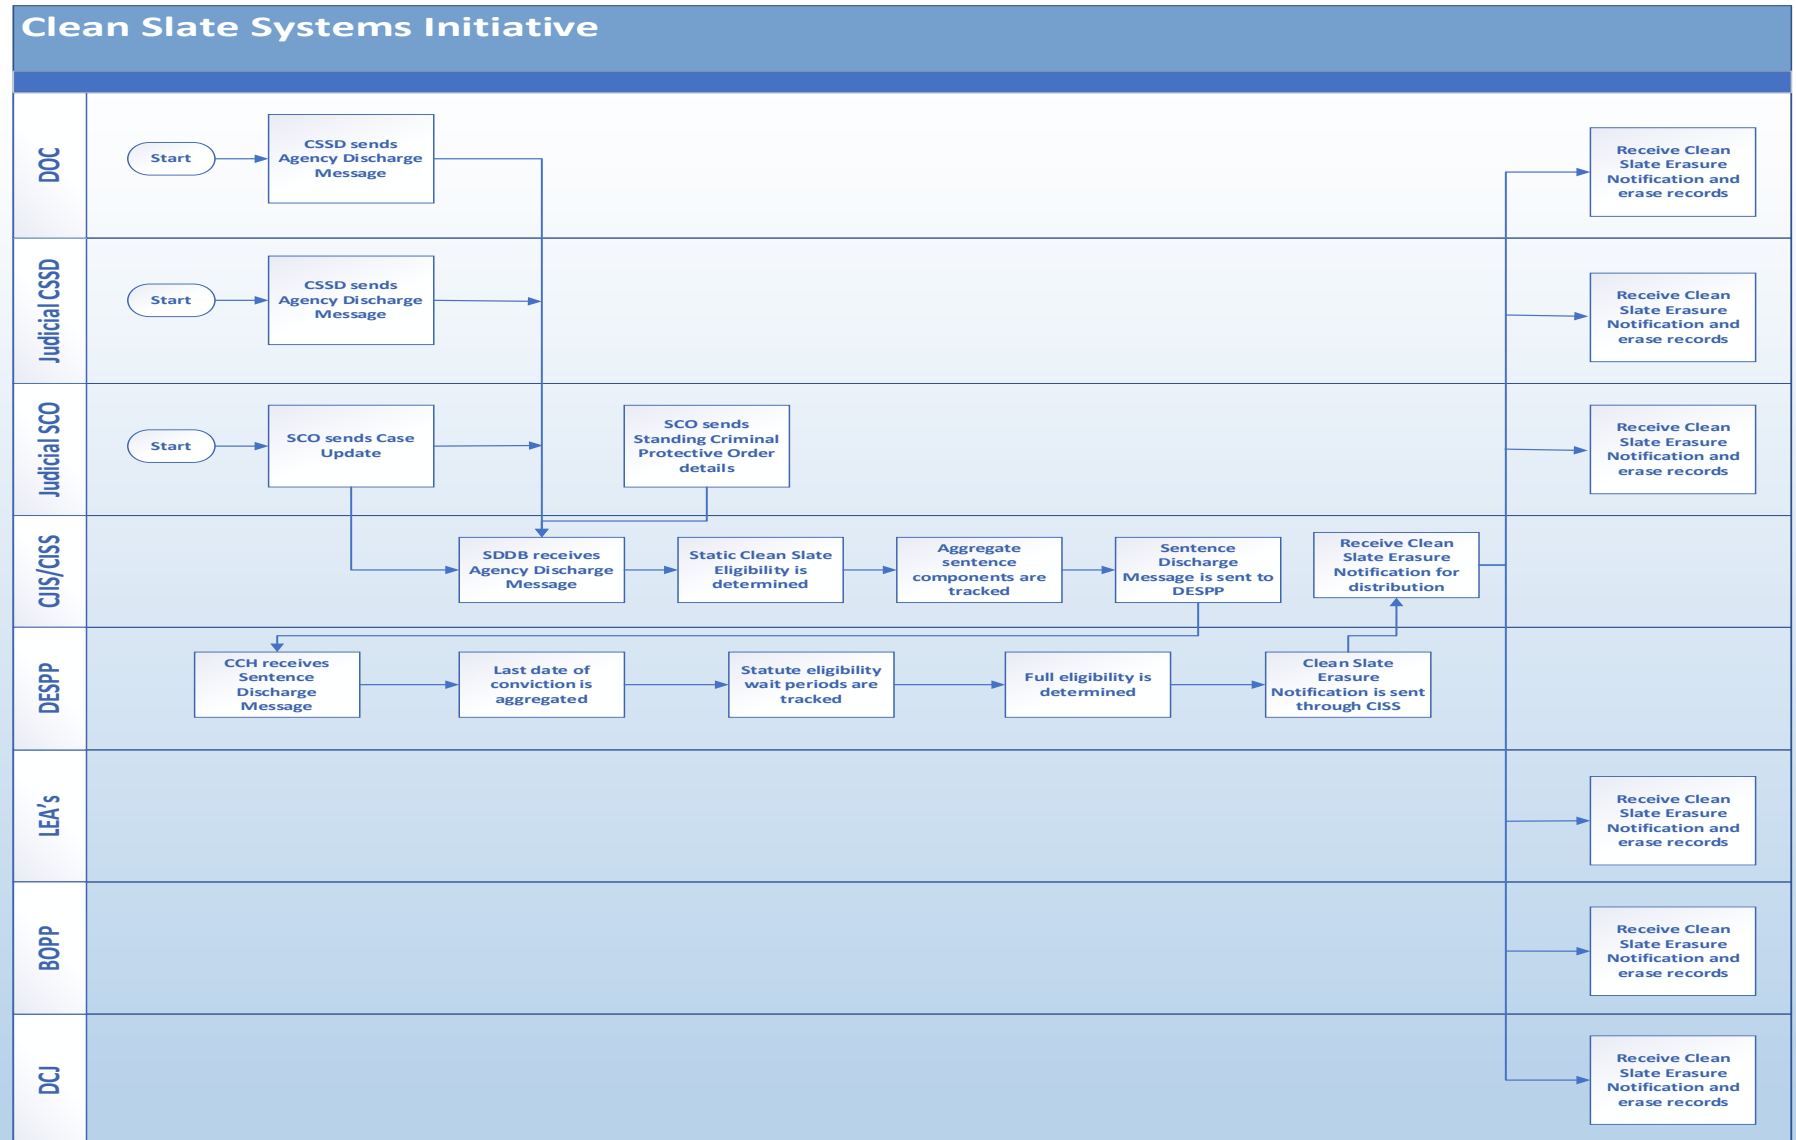 Clean Slate Systems Initiative
DOC
Start
CSSD sends
Agency Discharge
Message
Receive Clean
Slate Erasure
Notification and
erase records
Judicial CSSD
Start
CSSD sends
Agency Discharge
Message
Receive Clean
Slate Erasure
Notification and
erase records
Judicial SCO
Start
SCO sends Case
Update
SCO sends
Standing Criminal
Protective Order
details
Receive Clean
Slate Erasure
Notification and
erase records
CJIS/CISS
SDDB receives
Agency Discharge
Message
Static Clean Slate
Eligibility is
determined
Aggregate
sentence
components are
tracked
Sentence
Discharge
Message is sent to
DESPP
Receive Clean
Slate Erasure
Notification for
distribution
DESPP
CCH receives
Sentence
Discharge
Message
Last date of
conviction is
aggregated
Statute eligibility
wait periods are
tracked
Full eligibility is
determined
Clean Slate
Erasure
Notification is sent
through CISS
LEA's
Receive Clean
Slate Erasure
Notification and
erase records
BOPP
Receive Clean
Slate Erasure
Notification and
erase records
DCJ
Receive Clean
Slate Erasure
Notification and
erase records